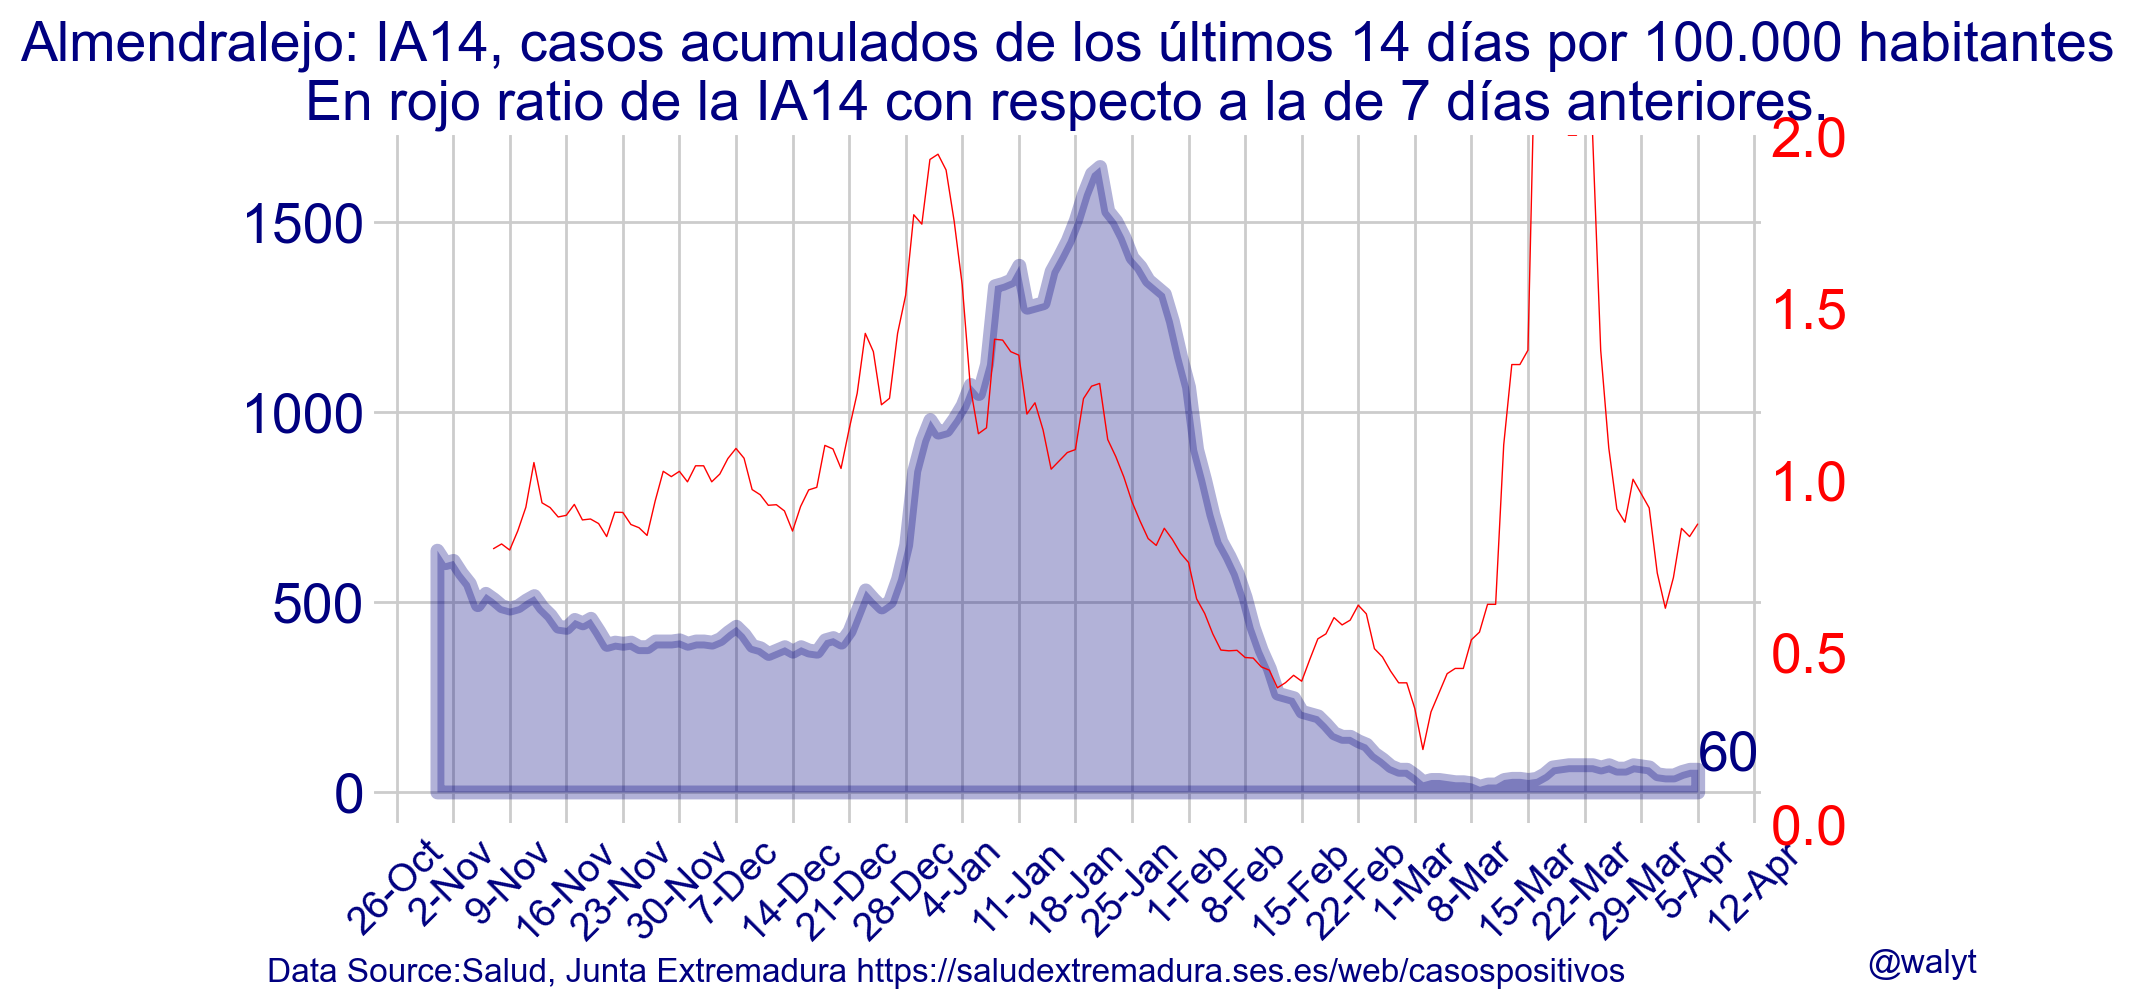 Almendralejo: IA14, casos acumulados de los últimos 14 días por 100.000 habitantes
En rojo ratio de la IA14 con respecto a la de 7 días anteriores.
2.0
1500
1.5
1000
1.0
500
0.5
60
0
0.0
26-Oct
2-Nov
9-Nov
16-Nov
23-Nov
30-Nov
7-Dec
14-Dec
21-Dec
28-Dec
4-Jan
11-Jan
18-Jan
25-Jan
1-Feb
8-Feb
15-Feb
22-Feb
1-Mar
8-Mar
15-Mar
22-Mar
29-Mar
5-Apr
12-Apr
Data Source:Salud, Junta Extremadura https://saludextremadura.ses.es/web/casospositivos
@walyt